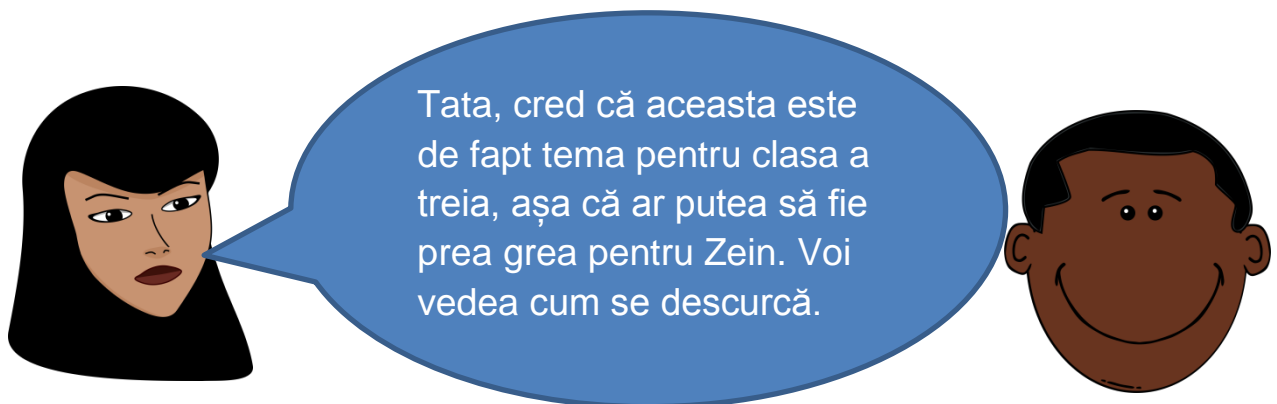 Tata, cred că aceasta este
de fapt tema pentru clasa a
treia, așa că ar putea să fie
prea grea pentru Zein. Voi
vedea cum se descurcă.